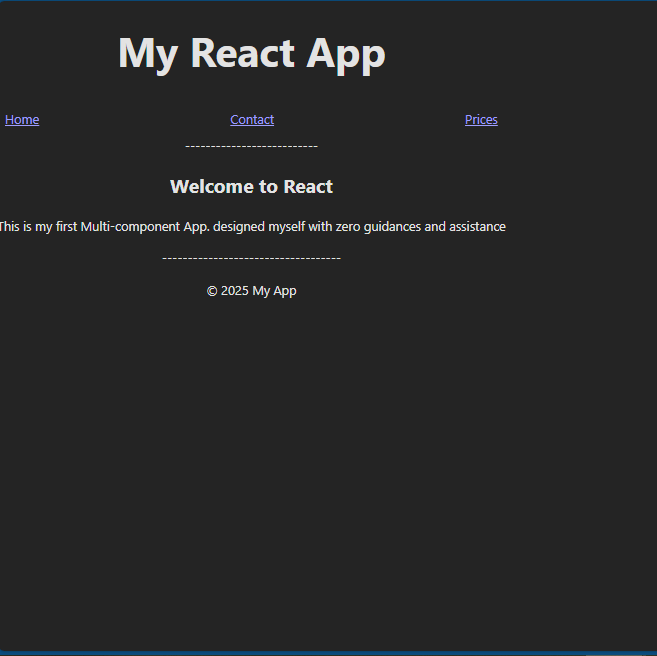 My React App
Home Contact Prices
--------------------------
Welcome to React
This is my first Multi-component App. designed myself with zero guidances and assistance
-----------------------------------
© 2025 My App